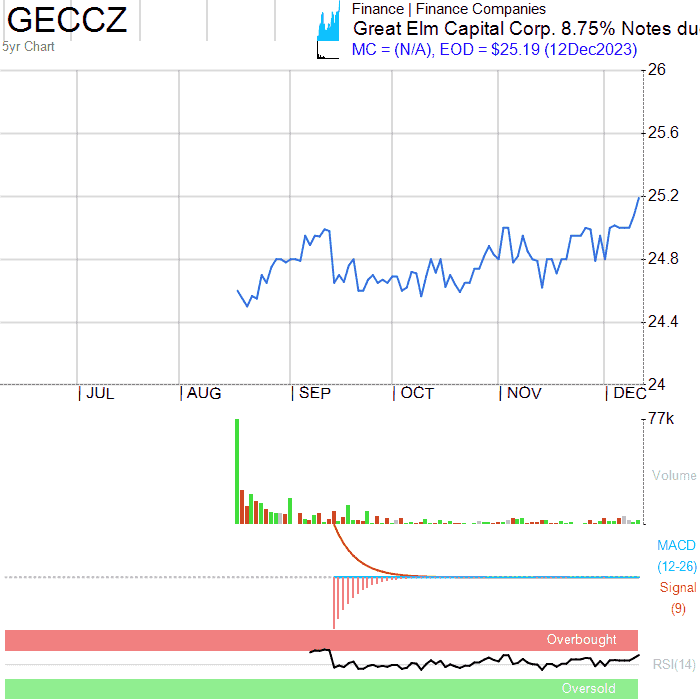 GECCZ
5yr Chart
Finance | Finance Companies
Great Elm Capital Corp. 8.75% Notes du
MC = (N/A), EOD = $25.19 (12Dec2023)
26
25.6
25.2
24.8
24.4
24
| JUL | AUG | SEP | OCT | NOV | DEC
77k
Volume
MACD
(12-26)
Signal
(9)
Overbought
RSI(14)
Oversold